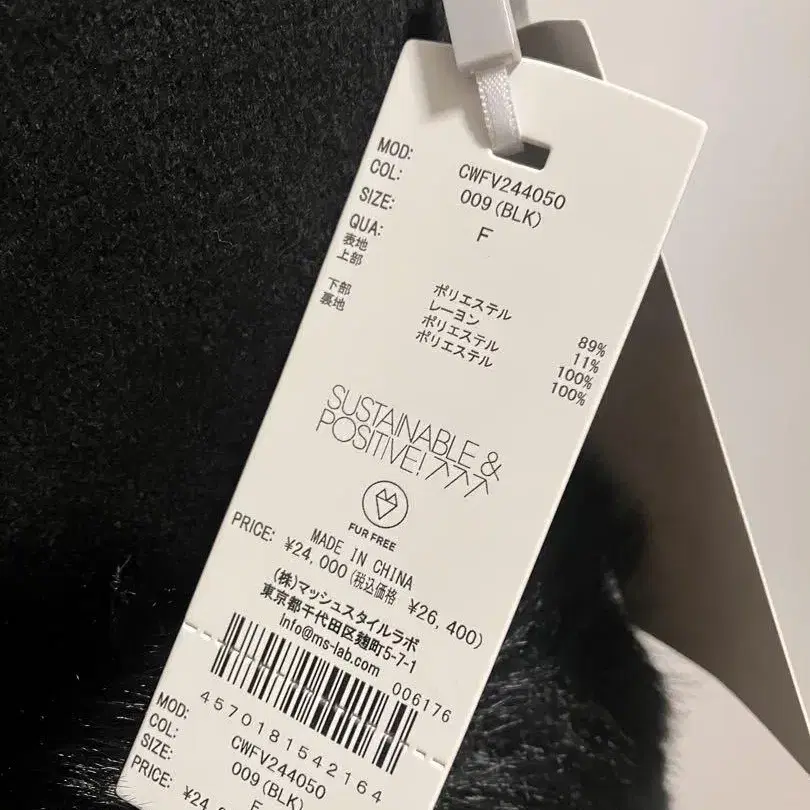 MOD: CWFV244050
COL: 009(BLK)
SIZE: F
QUA:
表地
上部 ポリエステル 89%
レーヨン 11%
下部 ポリエステル 100%
裏地 ポリエステル 100%
SUSTAINABLE &
POSITIVE!
FUR FREE
MADE IN CHINA
PRICE: ¥24,000(税込価格 ¥26,400)
(株)マッシュスタイルラボ
東京都千代田区麹町5-7-1
info@ms-lab.com
006176
4570181542164
MOD: CWFV244050
COL: 009(BLK)
SIZE: F
PRICE: ¥24,